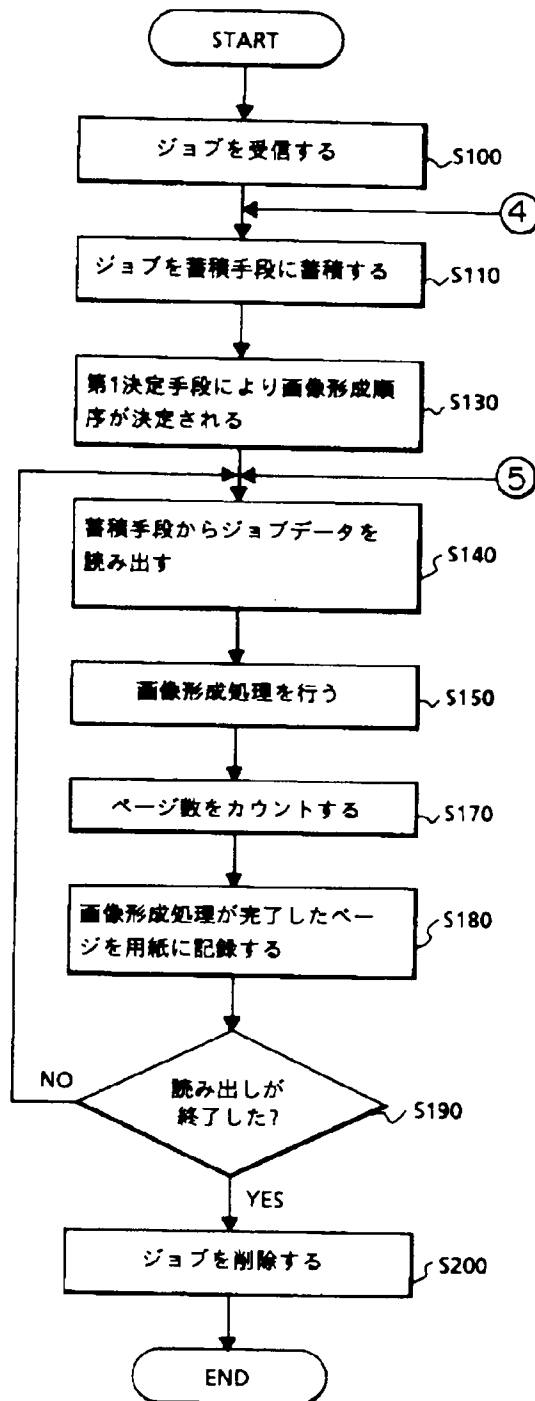 START
ジョブを受信する
S100
④
ジョブを蓄積手段に蓄積する
S110
第1決定手段により画像形成順
序が決定される
S130
⑤
蓄積手段からジョブデータを
読み出す
S140
画像形成処理を行う
S150
ページ数をカウントする
S170
画像形成処理が完了したペー
ジを用紙に記録する
S180
読み出しが
終了した?
NO
S190
YES
ジョブを削除する
S200
END